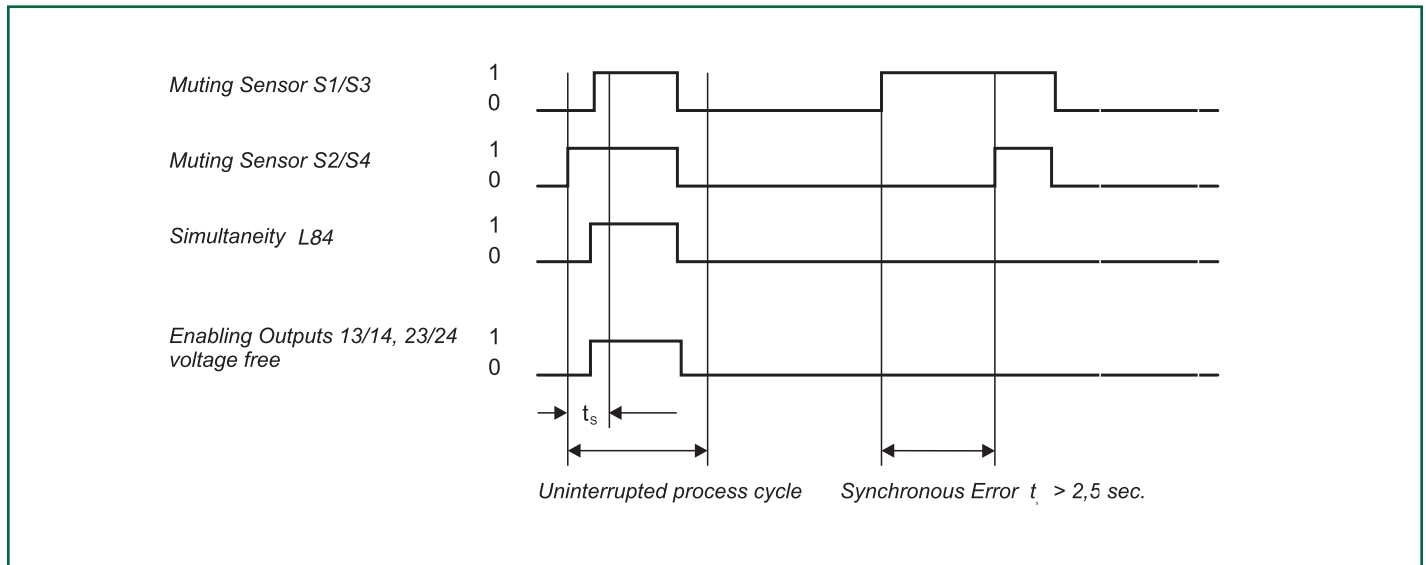 Muting Sensor S1/S3
1
0
Muting Sensor S2/S4
1
0
Simultaneity L84
1
0
Enabling Outputs 13/14, 23/24
voltage free
1
0
ts
Uninterrupted process cycle
Synchronous Error ts > 2,5 sec.